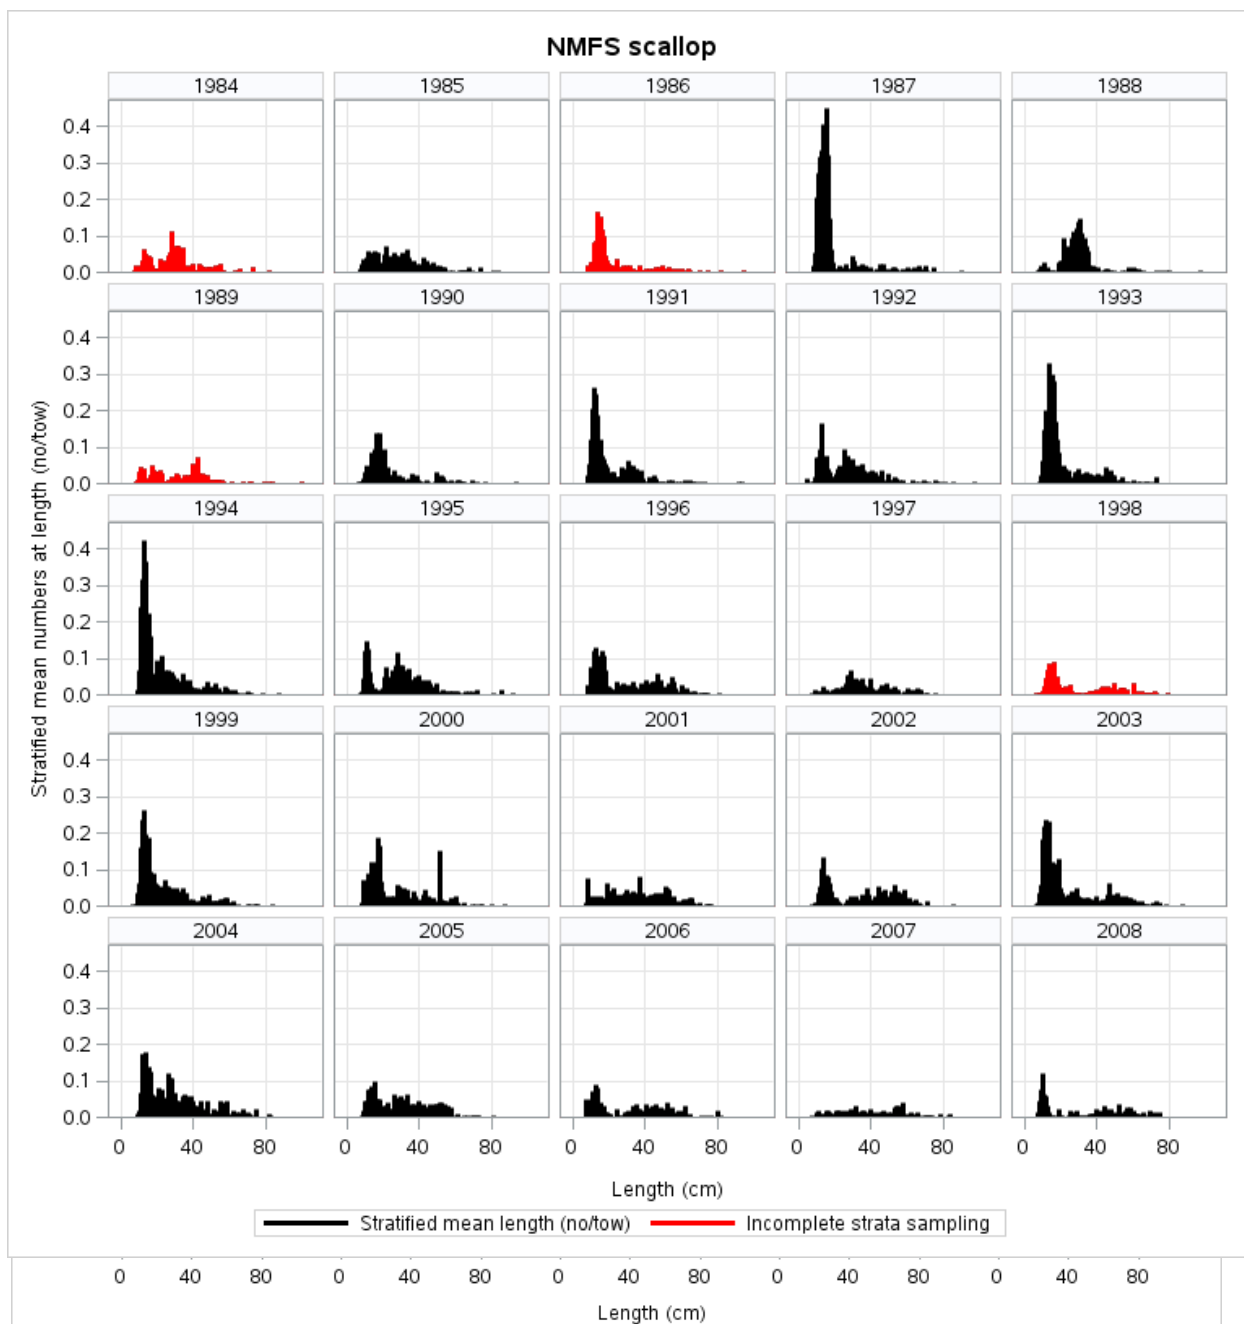 NMFS scallop
1984 1985 1986 1987 1988
0.4
0.3
0.2
0.1
0.0
1989 1990 1991 1992 1993
0.4
0.3
0.2
0.1
0.0
1994 1995 1996 1997 1998
0.4
0.3
0.2
0.1
0.0
1999 2000 2001 2002 2003
0.4
0.3
0.2
0.1
0.0
2004 2005 2006 2007 2008
0.4
0.3
0.2
0.1
0.0
Stratified mean numbers at length (no/tow)
0 40 80 0 40 80 0 40 80 0 40 80 0 40 80
Length (cm)
Stratified mean length (no/tow) Incomplete strata sampling
0 40 80 0 40 80 0 40 80 0 40 80 0 40 80
Length (cm)